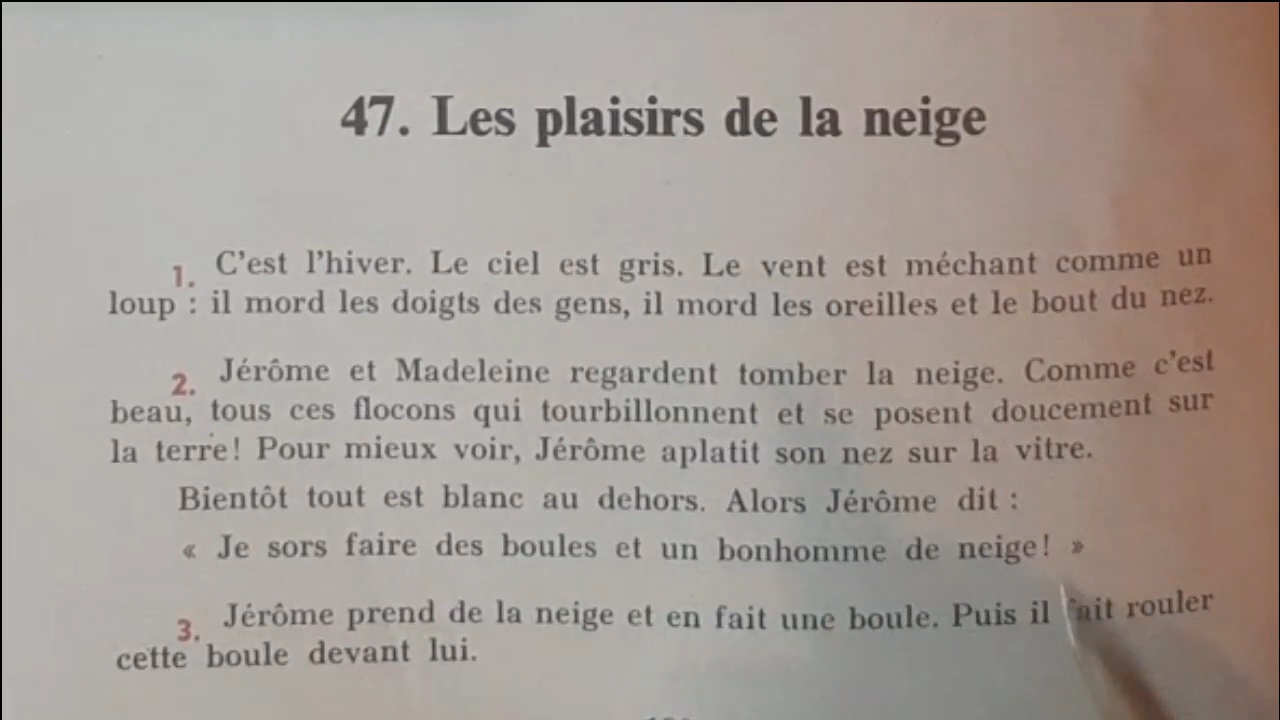 47. Les plaisirs de la neige
1. C'est l'hiver. Le ciel est gris. Le vent est méchant comme un
loup : il mord les doigts des gens, il mord les oreilles et le bout du nez.
2. Jérôme et Madeleine regardent tomber la neige. Comme c'est
beau, tous ces flocons qui tourbillonnent et se posent doucement sur
la terre! Pour mieux voir, Jérôme aplatit son nez sur la vitre.
Bientôt tout est blanc au dehors. Alors Jérôme dit :
« Je sors faire des boules et un bonhomme de neige! »
3. Jérôme prend de la neige et en fait une boule. Puis il fait rouler
cette boule devant lui.